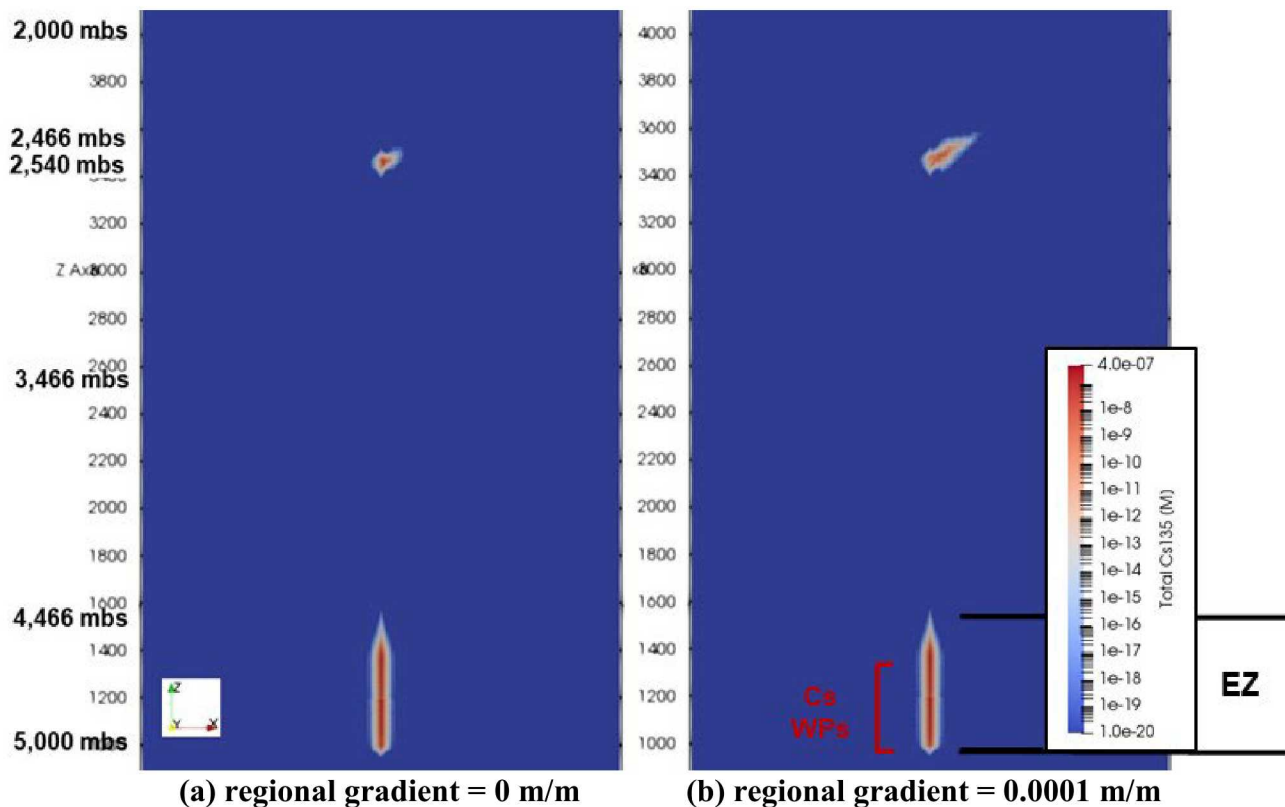 2,000 mbs
3800
2,466 mbs
2,540 mbs
3200
Z
2800
3,466 mbs
2400
2200
2000
1800
1600
4,466 mbs
1400
1200
5,000 mbs
Z
Y
X
4000
3800
3600
3400
3200
2800
2600
2400
2200
2000
1800
1600
1400
1200
1000
Cs
WPs
4.0e-07
1e-8
1e-9
1e-10
1e-11
1e-12
1e-13
1e-14
1e-15
1e-16
1e-17
1e-18
1e-19
1.0e-20
Total Cs135 (M)
EZ
(a) regional gradient = 0 m/m
(b) regional gradient = 0.0001 m/m